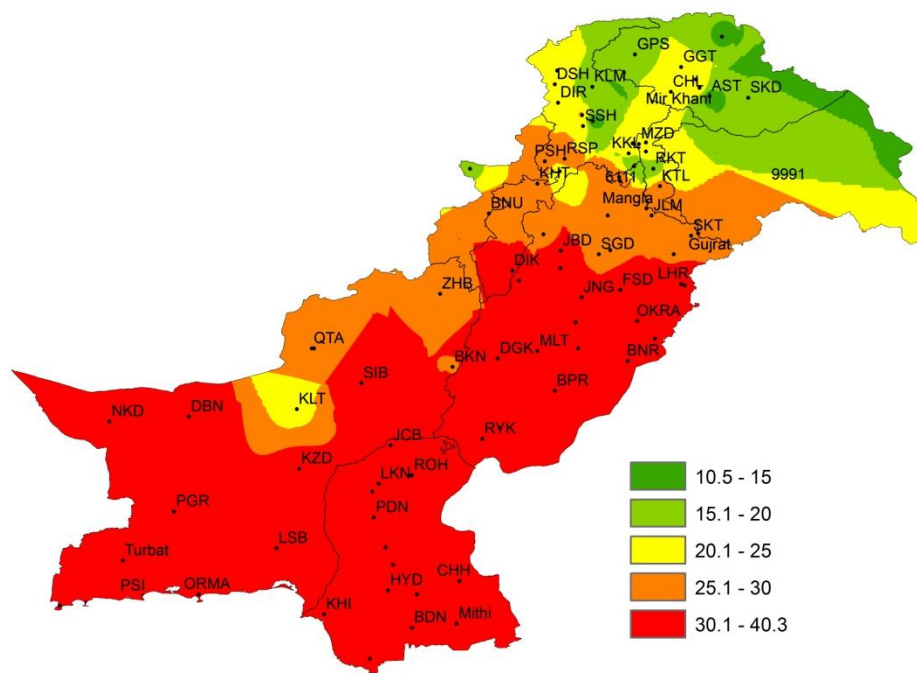 GPS
GGT
DSH
KLM
CHL
AST
SKD
DIR
Mir Khani
SSH
MZD
KKL
PSH
RSP
RKT
KHT
KTL
9991
BNU
Mangla
JLM
SKT
JBD
SGD
Gujrat
DIK
ZHB
JNG
FSD
LHR
OKRA
QTA
DGK
MLT
BKN
BNR
SIB
BPR
KLT
NKD
DBN
RYK
JCB
KZD
LKN
ROH
10.5 - 15
PDN
15.1 - 20
PGR
20.1 - 25
LSB
Turbat
25.1 - 30
PSI
ORMA
HYD
CHH
KHI
BDN
Mithi
30.1 - 40.3